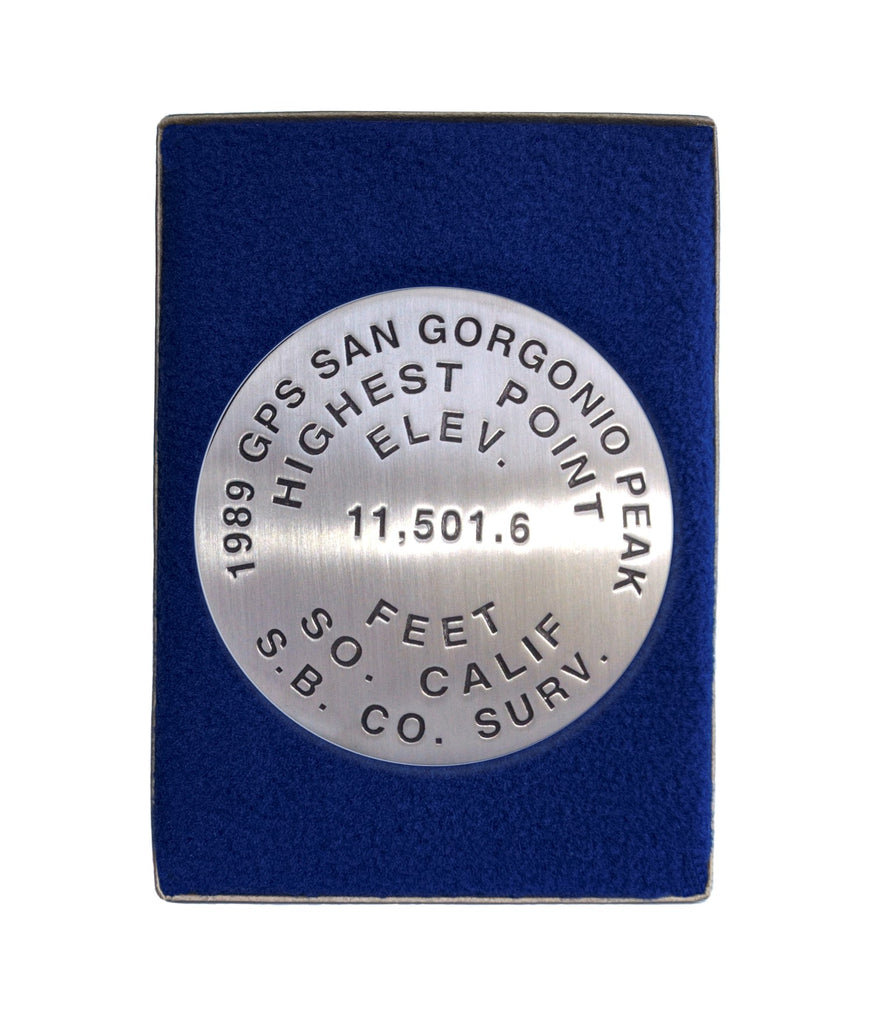 1989 GPS SAN GORGONIO PEAK
HIGHEST POINT
ELEV.
11,501.6
FEET
SO. CALIF
S.B. CO. SURV.